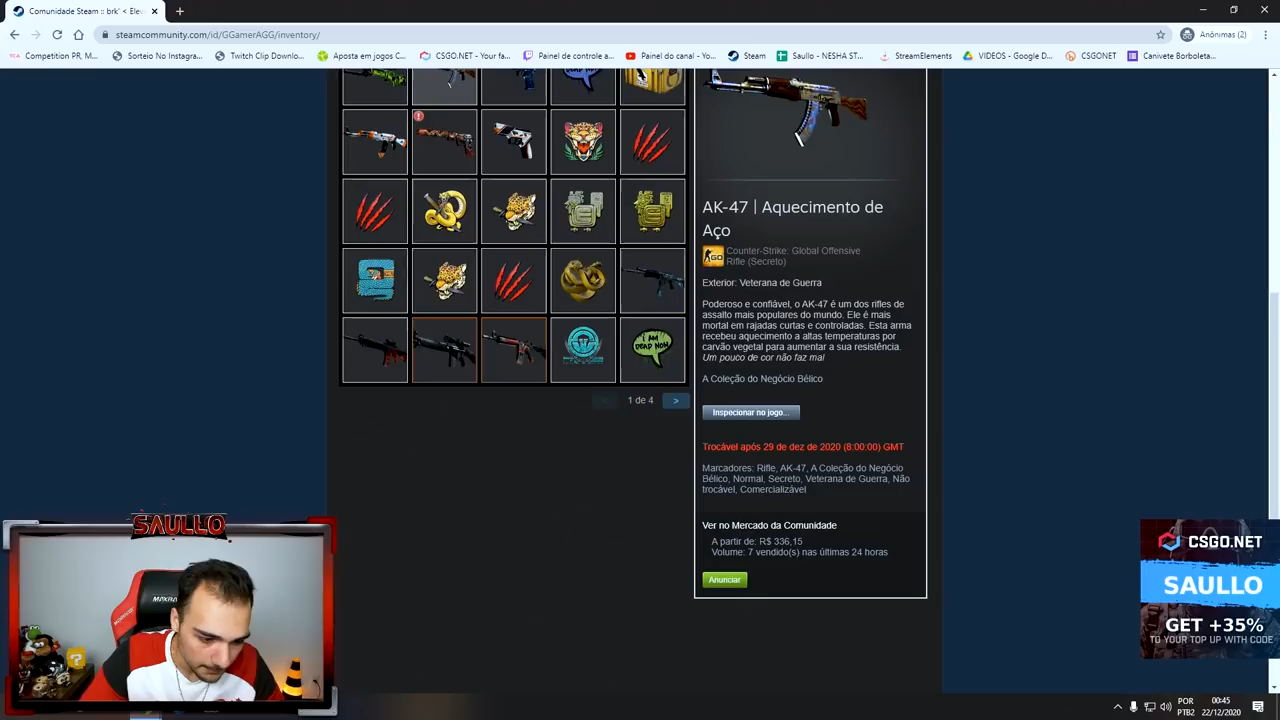 Comunidade Steam :: brk' < Elev
steamcommunity.com/id/GGamerAGG/inventory/
Anônimas (2)
Competition PR, M...
Sorteio No Instagra...
Twitch Clip Downlo...
Aposta em jogos C...
CSGO.NET - Your fa...
Painel de controle a...
Painel do canal - Yo...
Steam
Saullo - NESHA ST...
StreamElements
VIDEOS - Google D...
CSGONET
Canivete Borboleta...
AK-47 | Aquecimento de
Aço
Counter-Strike: Global Offensive
Rifle (Secreto)
Exterior: Veterana de Guerra
Poderoso e confiável, o AK-47 é um dos rifles de
assalto mais populares do mundo. Ele é mais
mortal em rajadas curtas e controladas. Esta arma
recebeu aquecimento a altas temperaturas por
carvão vegetal para aumentar a sua resistência.
Um pouco de cor não faz mal
A Coleção do Negócio Bélico
I AM
DEAD NOW
1 de 4
>
Inspecionar no jogo...
Trocável após 29 de dez de 2020 (8:00:00) GMT
Marcadores: Rifle, AK-47, A Coleção do Negócio
Bélico, Normal, Secreto, Veterana de Guerra, Não
trocável, Comercializável
Ver no Mercado da Comunidade
A partir de: R$ 336,15
Volume: 7 vendido(s) nas últimas 24 horas
Anunciar
SAULLO
CSGO.NET
SAULLO
GET +35%
TO YOUR TOP UP WITH CODE
POR
PTB2
00:45
22/12/2020